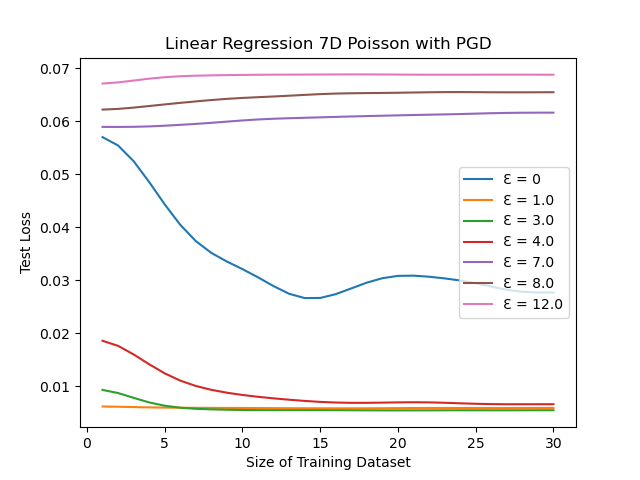 Linear Regression 7D Poisson with PGD
Test Loss
0.07
0.06
0.05
0.04
0.03
0.02
0.01
0
5
10
15
20
25
30
Size of Training Dataset
Ɛ = 0
Ɛ = 1.0
Ɛ = 3.0
Ɛ = 4.0
Ɛ = 7.0
Ɛ = 8.0
Ɛ = 12.0